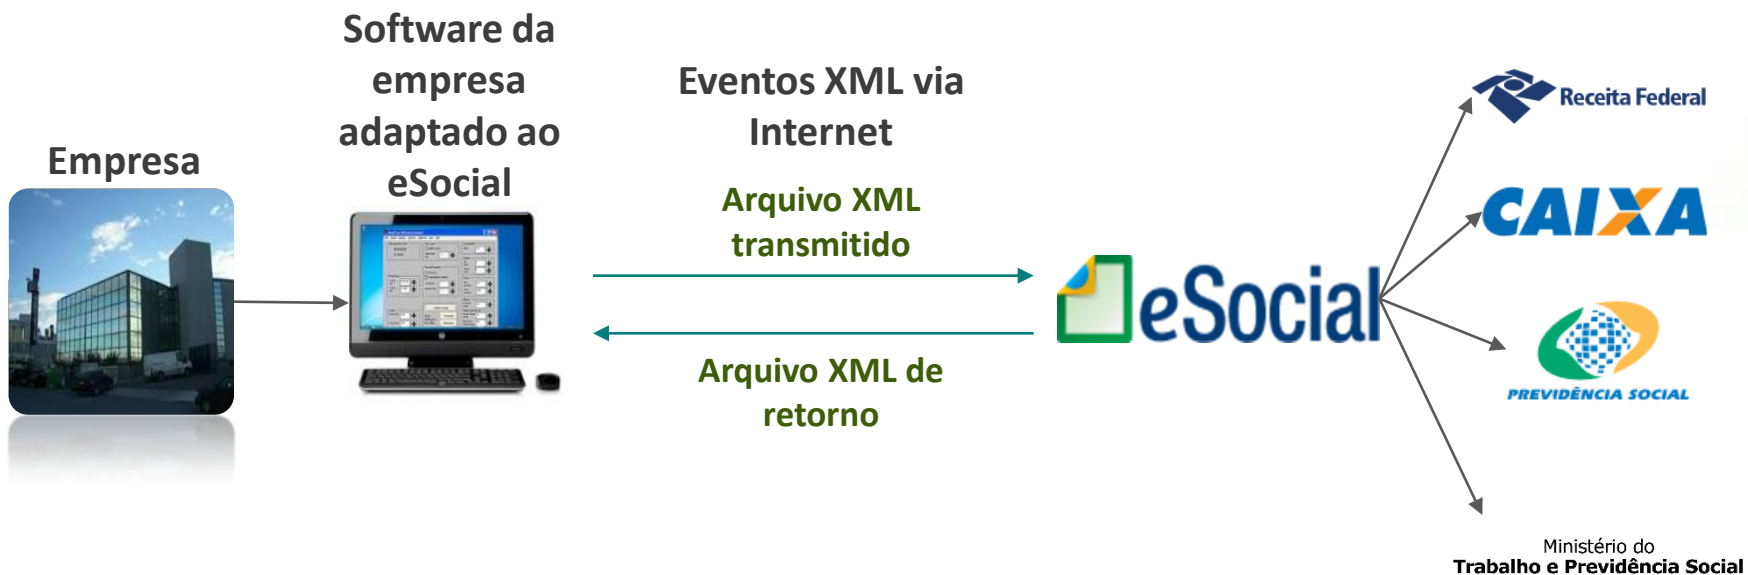 Empresa
Software da
empresa
adaptado ao
eSocial
Eventos XML via
Internet
Arquivo XML
transmitido
Arquivo XML de
retorno
eSocial
Receita Federal
CAIXA
PREVIDÊNCIA SOCIAL
Ministério do
Trabalho e Previdência Social